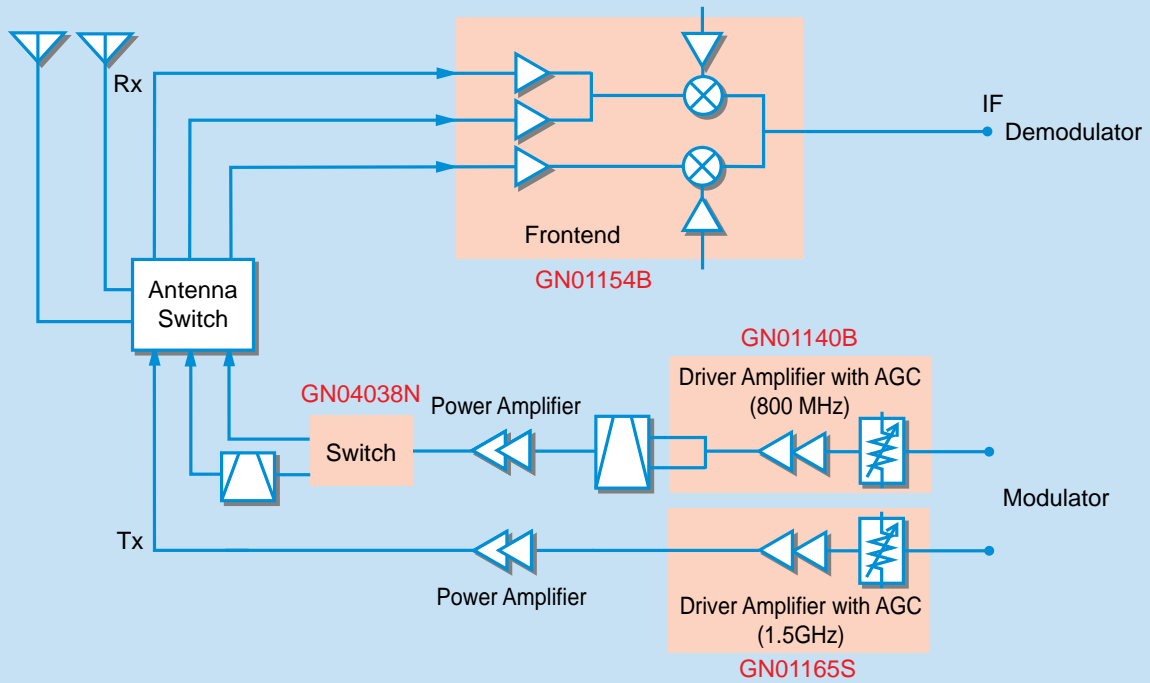 Rx
IF
Demodulator
Frontend
GN01154B
Antenna
Switch
GN01140B
Driver Amplifier with AGC
(800 MHz)
GN04038N
Power Amplifier
Switch
Modulator
Tx
Power Amplifier
Driver Amplifier with AGC
(1.5GHz)
GN01165S